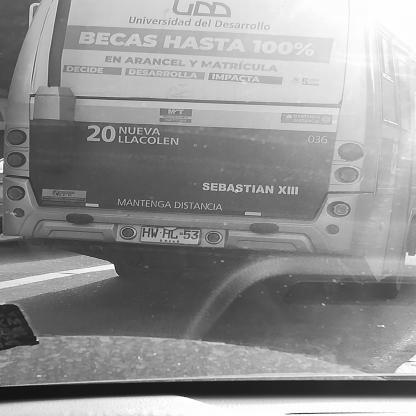 UDD
Universidad del Desarrollo
BECAS HASTA 100%
EN ARANCEL Y MATRÍCULA
DECIDE DESARROLLA IMPACTA
20 NUEVA
LLACOLEN
036
SEBASTIAN XIII
MANTENGA DISTANCIA
HW HL-53